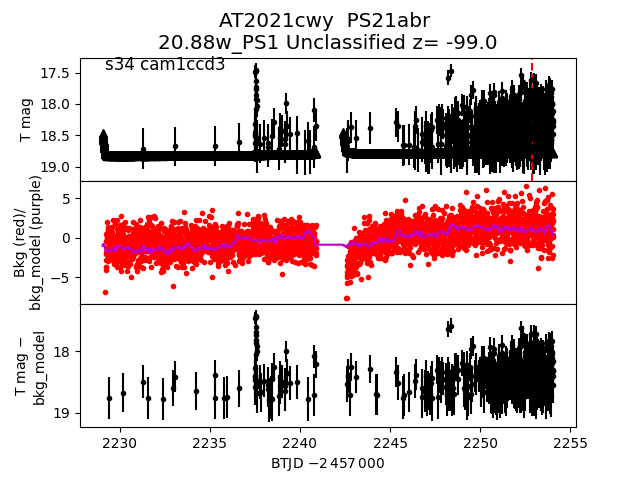 AT2021cwy  PS21abr
20.88w_PS1 Unclassified z= -99.0
s34 cam1ccd3
17.5
18.0
18.5
19.0
T mag
5
0
−5
Bkg (red)/
bkg_model (purple)
18
19
T mag −
bkg_model
2230
2235
2240
2245
2250
2255
BTJD −2 457 000